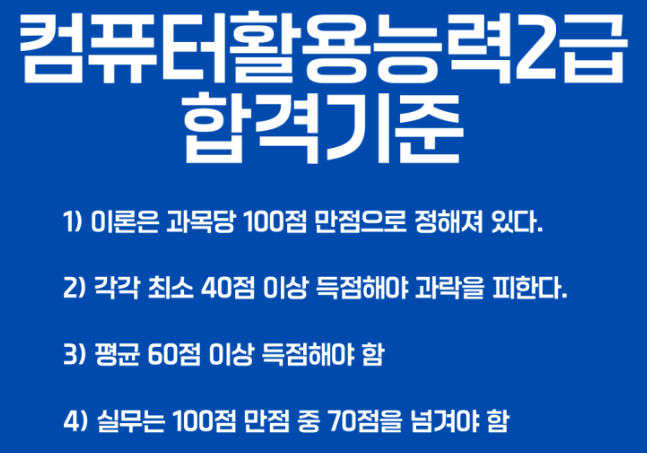 컴퓨터활용능력2급
합격기준
1) 이론은 과목당 100점 만점으로 정해져 있다.
2) 각각 최소 40점 이상 득점해야 과락을 피한다.
3) 평균 60점 이상 득점해야 함
4) 실무는 100점 만점 중 70점을 넘겨야 함